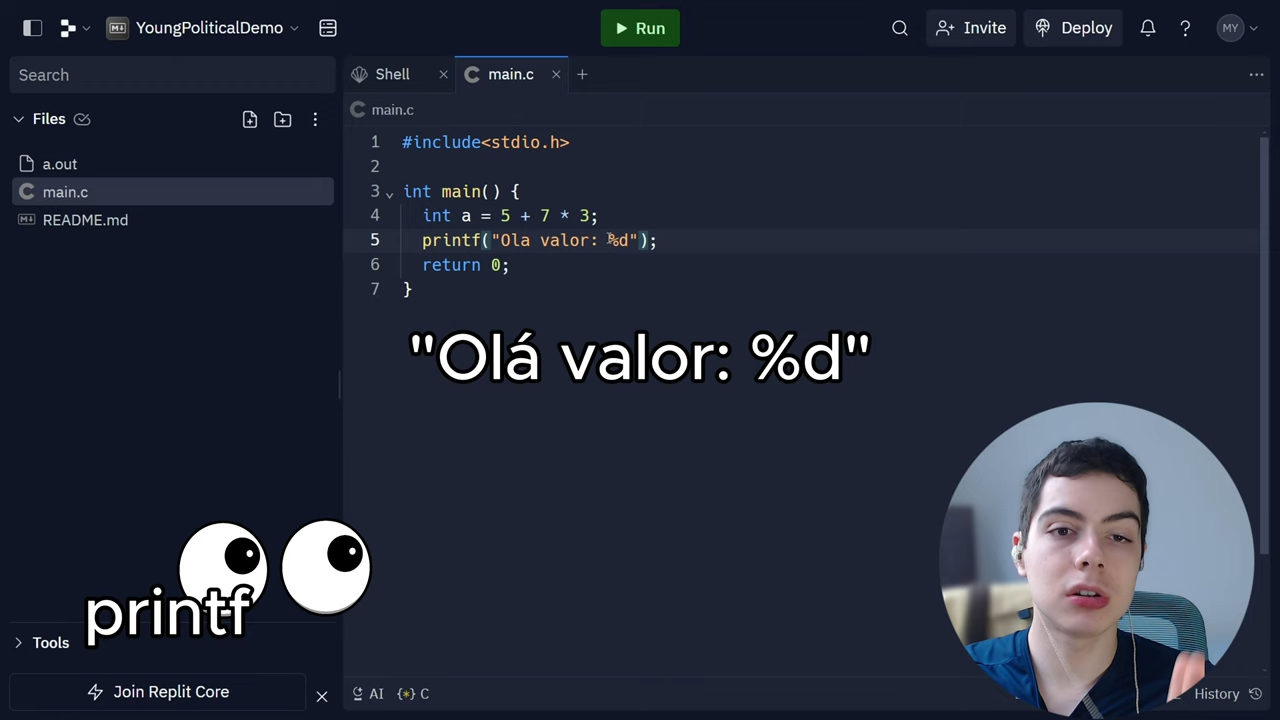 YoungPoliticalDemo
Run
Invite
Deploy
MY
Search
Shell
main.c
Files
main.c
a.out
main.c
README.md
1 #include<stdio.h>
2
3 int main() {
4 int a = 5 + 7 * 3;
5 printf("Ola valor: %d");
6 return 0;
7 }
"Olá valor: %d"
printf
Tools
Join Replit Core
AI
{*} C
History